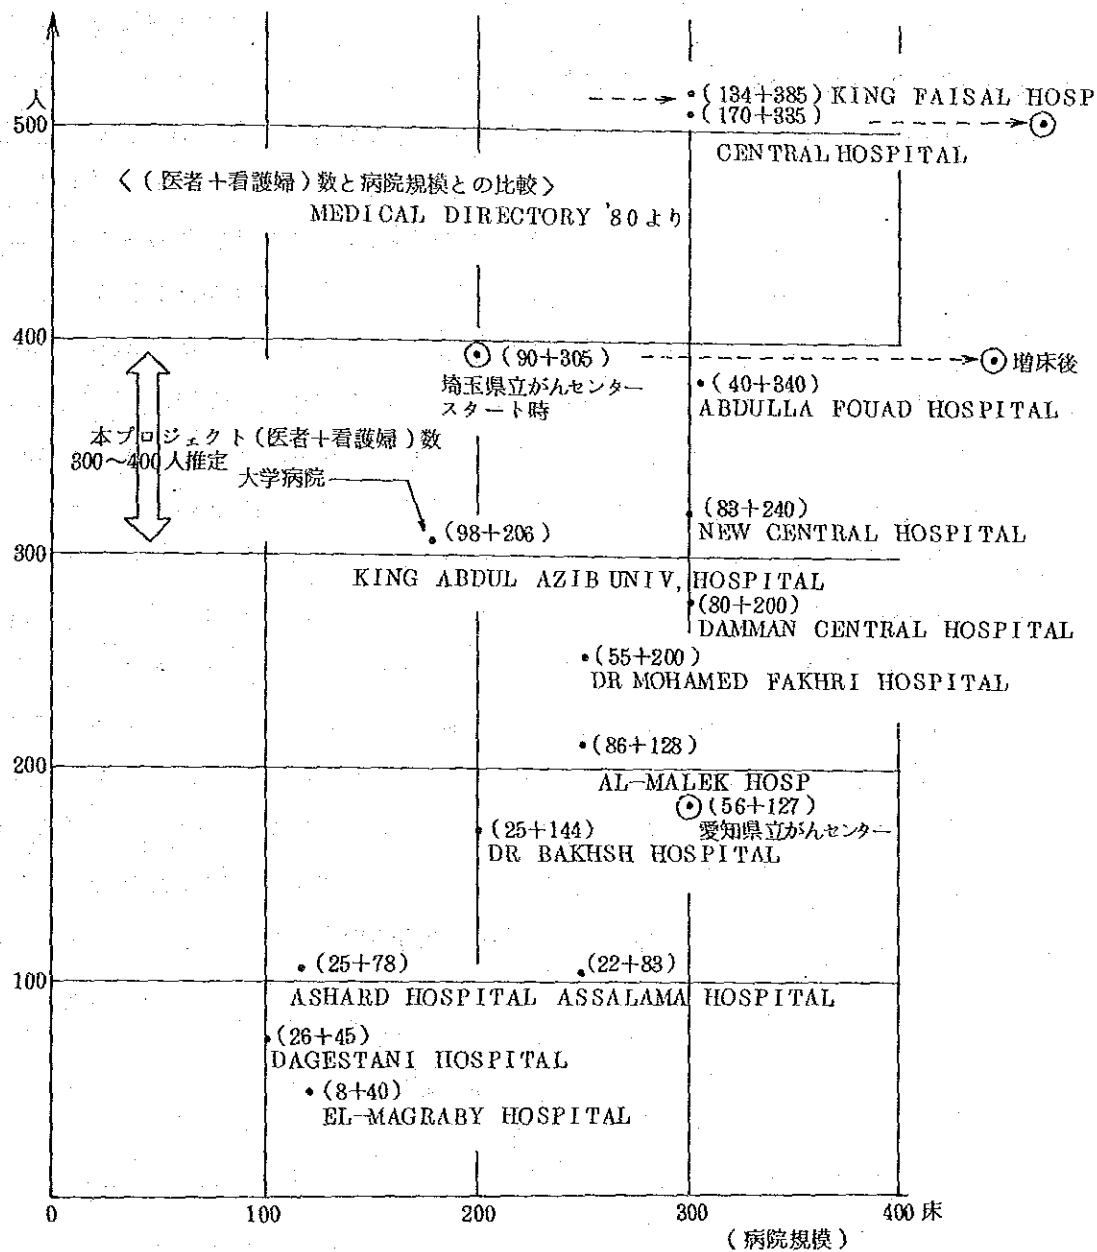 人
500
(134+385) KING FAISAL HOSP
(170+335)
CENTRAL HOSPITAL
〈(医者+看護婦)数と病院規模との比較〉
MEDICAL DIRECTORY '80より
400
(90+305)
埼玉県立がんセンター
スタート時
増床後
(40+340)
ABDULLA FOUAD HOSPITAL
本プロジェクト(医者+看護婦)数
300〜400人推定
大学病院
(98+206)
(83+240)
NEW CENTRAL HOSPITAL
300
KING ABDUL AZIB UNIV, HOSPITAL
(80+200)
DAMMAN CENTRAL HOSPITAL
(55+200)
DR MOHAMED FAKHRI HOSPITAL
(86+128)
200
AL-MALEK HOSP
(56+127)
愛知県立がんセンター
(25+144)
DR BAKHSH HOSPITAL
(25+78)
(22+83)
100
ASHARD HOSPITAL ASSALAMA HOSPITAL
(26+45)
DAGESTANI HOSPITAL
(8+40)
EL-MAGRABY HOSPITAL
0 100 200 300 400 床
(病院規模)